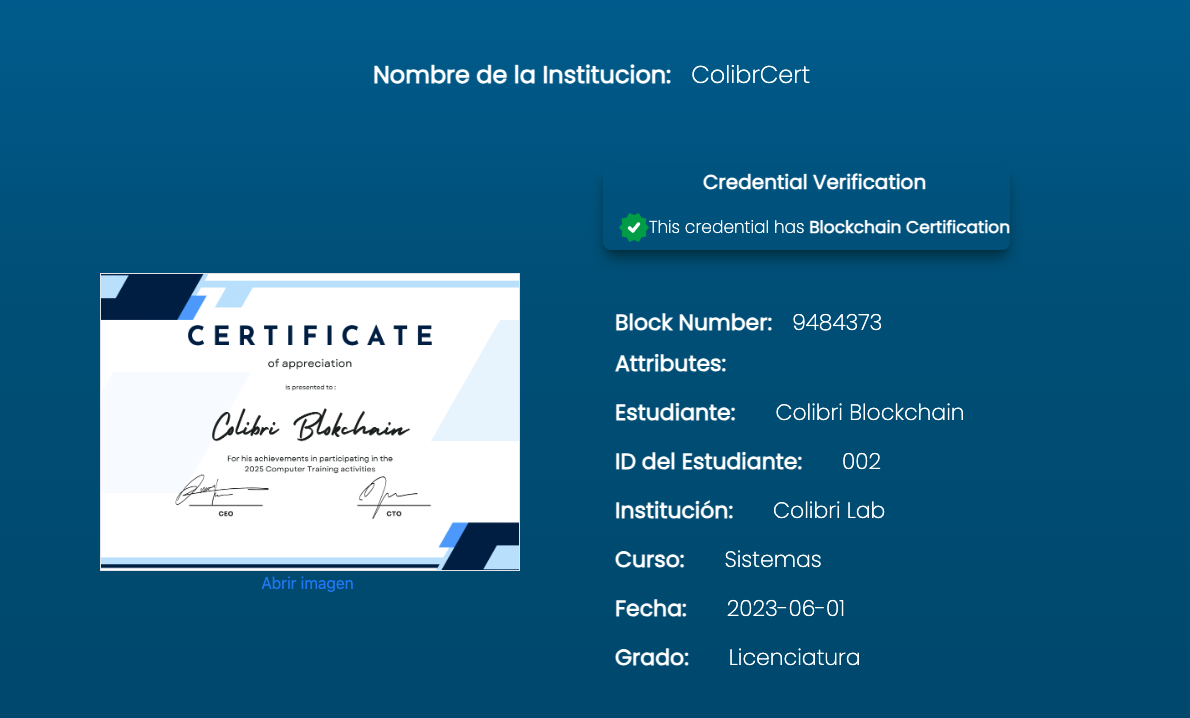 Nombre de la Institucion: ColibrCert
Credential Verification
This credential has Blockchain Certification
CERTIFICATE
of appreciation
is presented to :
Colibri Blokchain
For his achievements in participating in the
2025 Computer Training activities
CEO
CTO
Abrir imagen
Block Number: 9484373
Attributes:
Estudiante: Colibri Blockchain
ID del Estudiante: 002
Institución: Colibri Lab
Curso: Sistemas
Fecha: 2023-06-01
Grado: Licenciatura